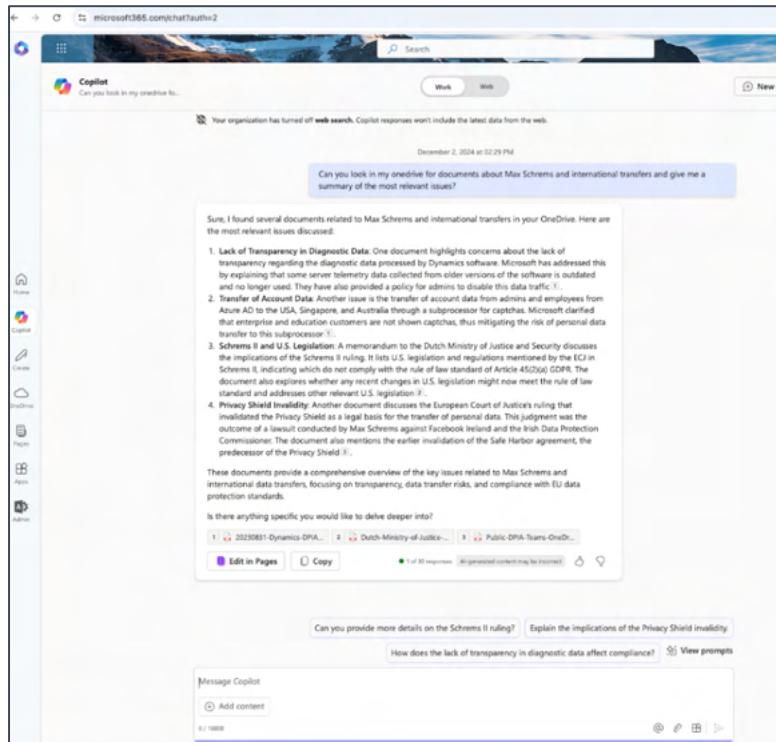 microsoft365.com/chat?auth=2
Search
Copilot
Can you look in my onedrive fo...
Work
Web
New
Your organization has turned off web search. Copilot responses won't include the latest data from the web.
December 2, 2024 at 02:29 PM
Can you look in my onedrive for documents about Max Schrems and international transfers and give me a
summary of the most relevant issues?
Sure, I found several documents related to Max Schrems and international transfers in your OneDrive. Here are
the most relevant issues discussed:
1. Lack of Transparency in Diagnostic Data: One document highlights concerns about the lack of
transparency regarding the diagnostic data processed by Dynamics software. Microsoft has addressed this
by explaining that some server telemetry data collected from older versions of the software is outdated
and no longer used. They have also provided a policy for admins to disable this data traffic 1.
2. Transfer of Account Data: Another issue is the transfer of account data from admins and employees from
Azure AD to the USA, Singapore, and Australia through a subprocessor for captchas. Microsoft clarified
that enterprise and education customers are not shown captchas, thus mitigating the risk of personal data
transfer to this subprocessor 1.
3. Schrems II and U.S. Legislation: A memorandum to the Dutch Ministry of Justice and Security discusses
the implications of the Schrems II ruling. It lists U.S. legislation and regulations mentioned by the ECJ in
Schrems II, indicating which do not comply with the rule of law standard of Article 45(2)(a) GDPR. The
document also explores whether any recent changes in U.S. legislation might now meet the rule of law
standard and addresses other relevant U.S. legislation 2.
4. Privacy Shield Invalidity: Another document discusses the European Court of Justice's ruling that
invalidated the Privacy Shield as a legal basis for the transfer of personal data. This judgment was the
outcome of a lawsuit conducted by Max Schrems against Facebook Ireland and the Irish Data Protection
Commissioner. The document also mentions the earlier invalidation of the Safe Harbor agreement, the
predecessor of the Privacy Shield 3.
These documents provide a comprehensive overview of the key issues related to Max Schrems and
international data transfers, focusing on transparency, data transfer risks, and compliance with EU data
protection standards.
Is there anything specific you would like to delve deeper into?
1 20230831-Dynamics-DPIA... 2 Dutch-Ministry-of-Justice-... 3 Public-DPIA-Teams-OneDr...
Edit in Pages
Copy
1 of 30 responses
AI-generated content may be incorrect
Home
Copilot
Create
OneDrive
Pages
Apps
Admin
Can you provide more details on the Schrems II ruling?
Explain the implications of the Privacy Shield invalidity.
How does the lack of transparency in diagnostic data affect compliance?
View prompts
Message Copilot
Add content